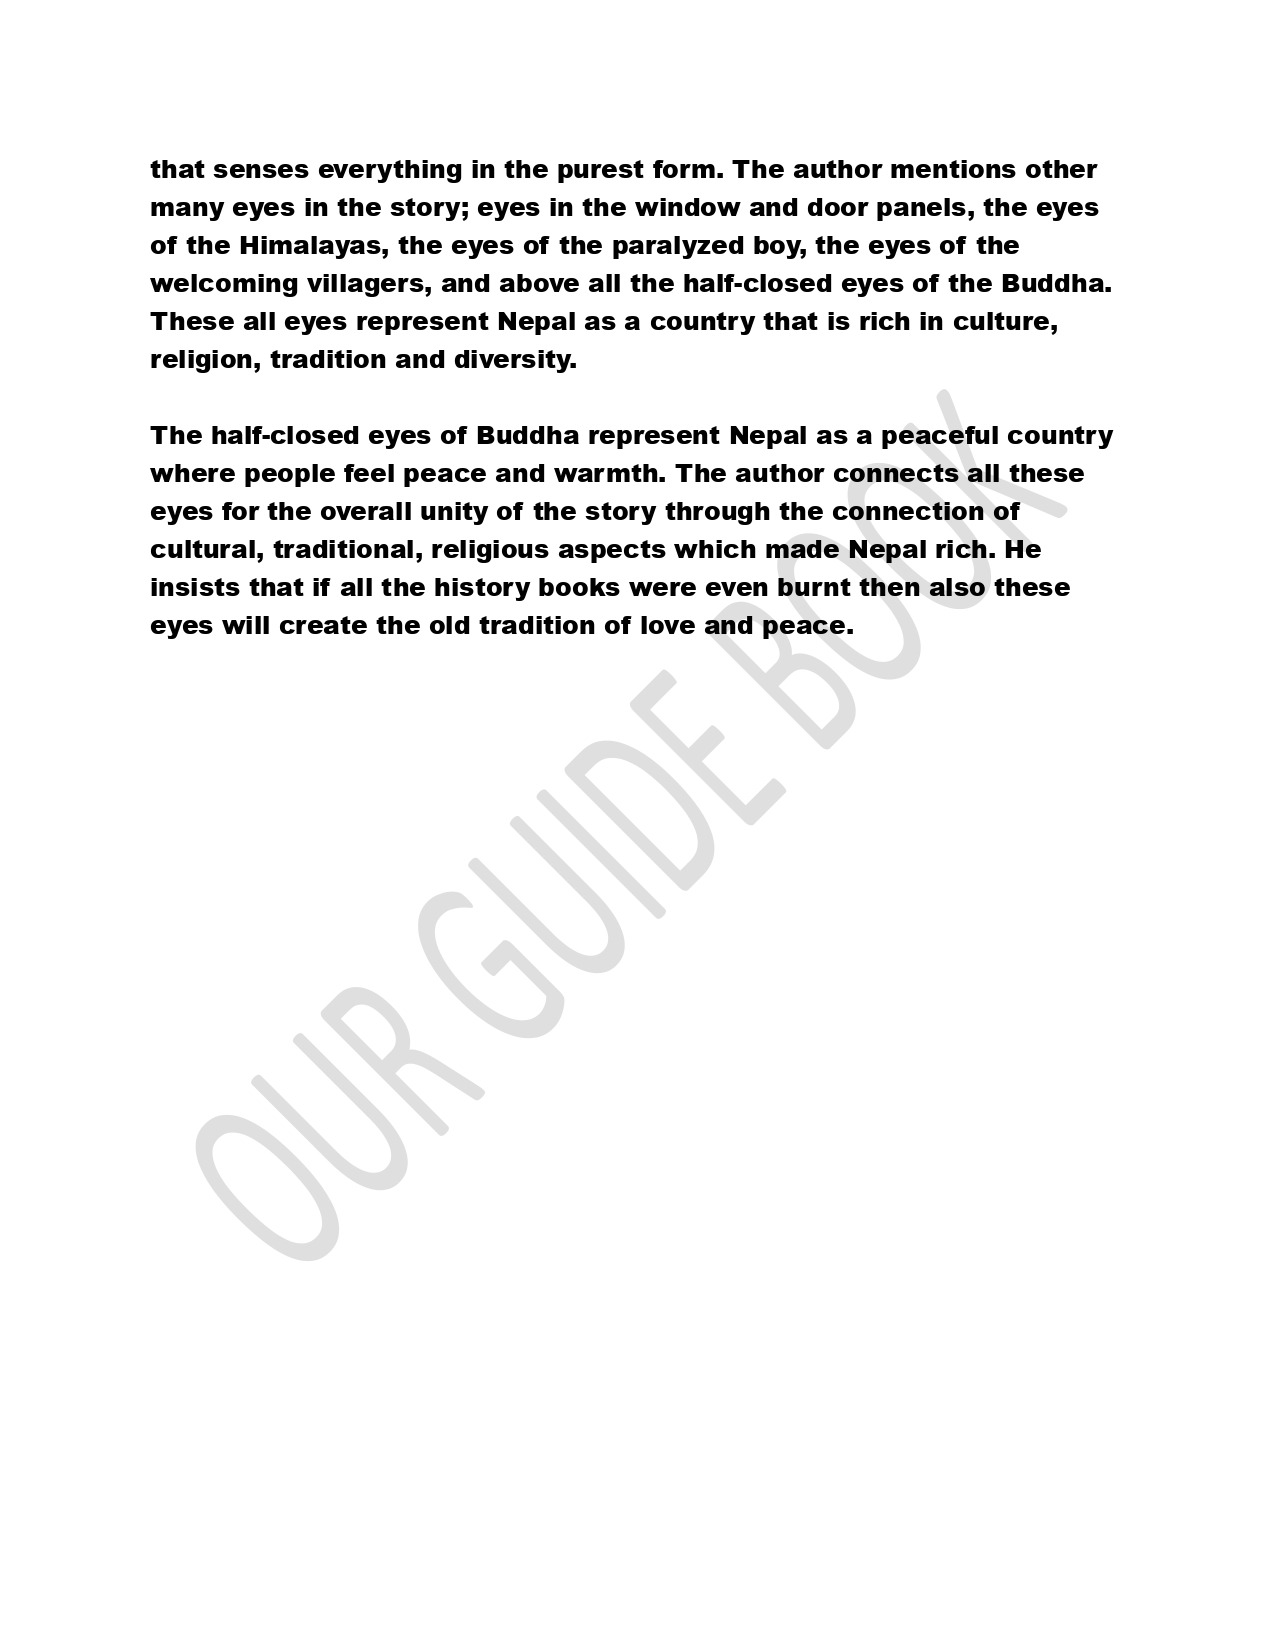 that senses everything in the purest form. The author mentions other
many eyes in the story; eyes in the window and door panels, the eyes
of the Himalayas, the eyes of the paralyzed boy, the eyes of the
welcoming villagers, and above all the half-closed eyes of the Buddha.
These all eyes represent Nepal as a country that is rich in culture,
religion, tradition and diversity.
The half-closed eyes of Buddha represent Nepal as a peaceful country
where people feel peace and warmth. The author connects all these
eyes for the overall unity of the story through the connection of
cultural, traditional, religious aspects which made Nepal rich. He
insists that if all the history books were even burnt then also these
eyes will create the old tradition of love and peace.
OUR GUIDE BOOK